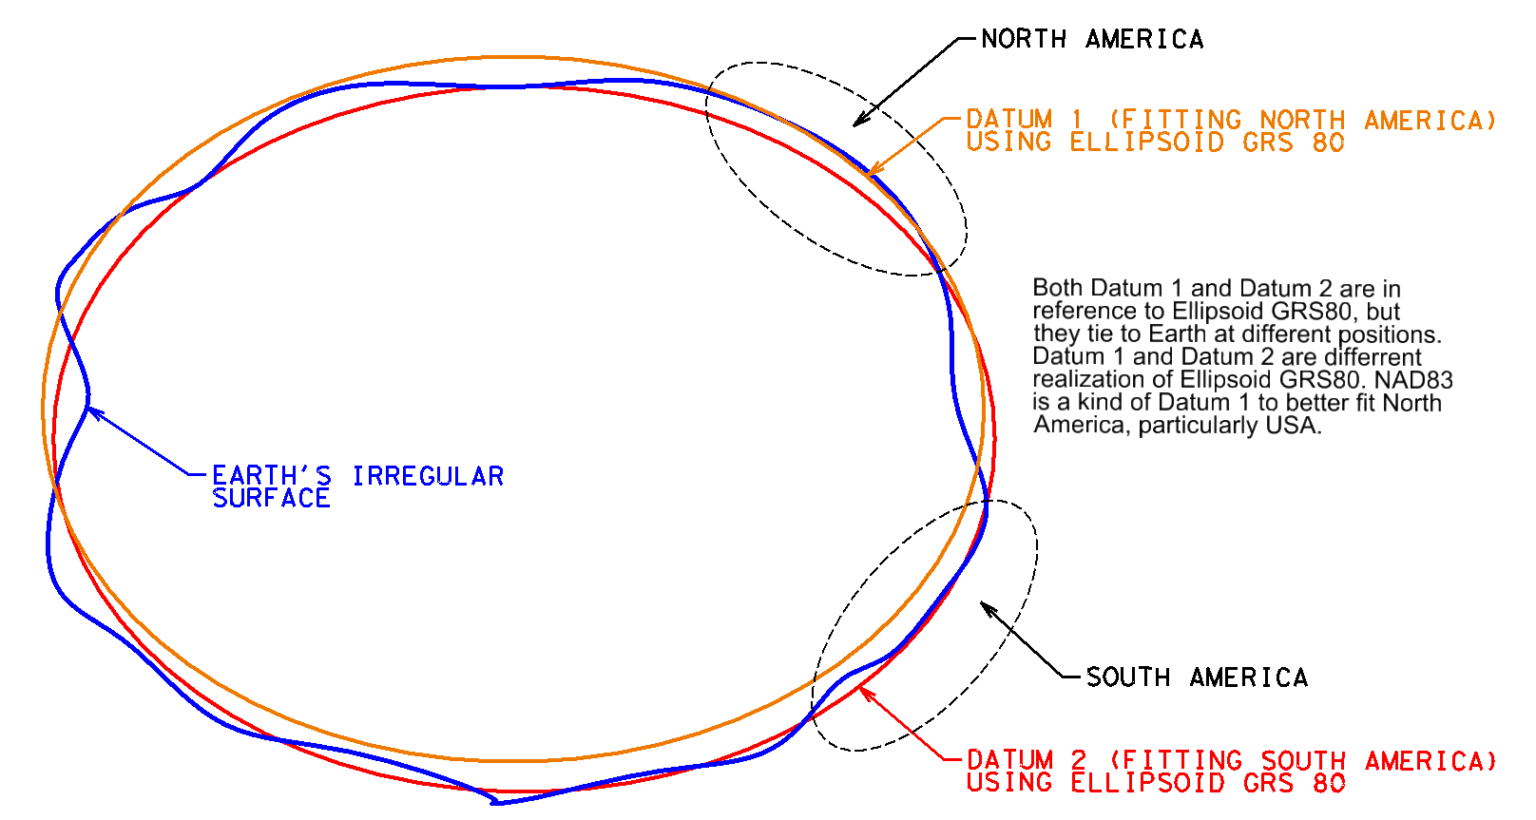 NORTH AMERICA
DATUM 1 (FITTING NORTH AMERICA)
USING ELLIPSOID GRS 80
Both Datum 1 and Datum 2 are in
reference to Ellipsoid GRS80, but
they tie to Earth at different positions.
Datum 1 and Datum 2 are differrent
realization of Ellipsoid GRS80. NAD83
is a kind of Datum 1 to better fit North
America, particularly USA.
EARTH'S IRREGULAR
SURFACE
SOUTH AMERICA
DATUM 2 (FITTING SOUTH AMERICA)
USING ELLIPSOID GRS 80